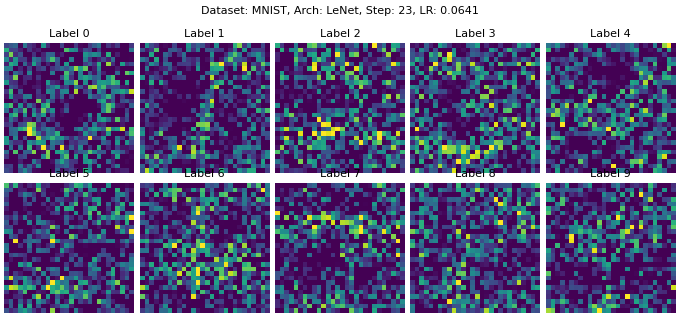 Dataset: MNIST, Arch: LeNet, Step: 23, LR: 0.0641
Label 0 Label 1 Label 2 Label 3 Label 4
Label 5 Label 6 Label 7 Label 8 Label 9